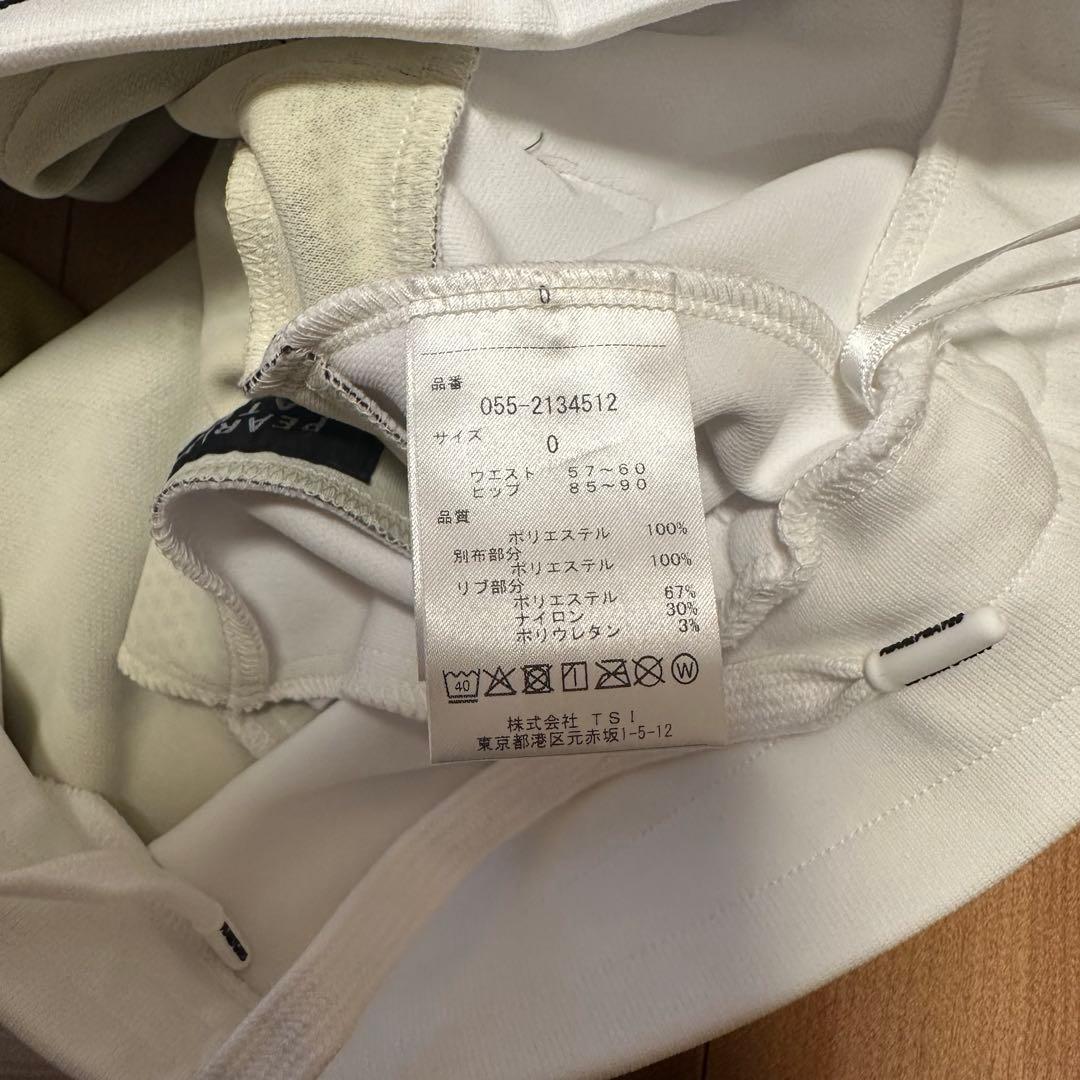 0
品番
055-2134512
サイズ
0
ウエスト 57～60
ヒップ 85～90
品質
ポリエステル 100%
別布部分
ポリエステル 100%
リブ部分
ポリエステル 67%
ナイロン 30%
ポリウレタン 3%
40 W
株式会社 TSI
東京都港区元赤坂1-5-12
PEARL
AT